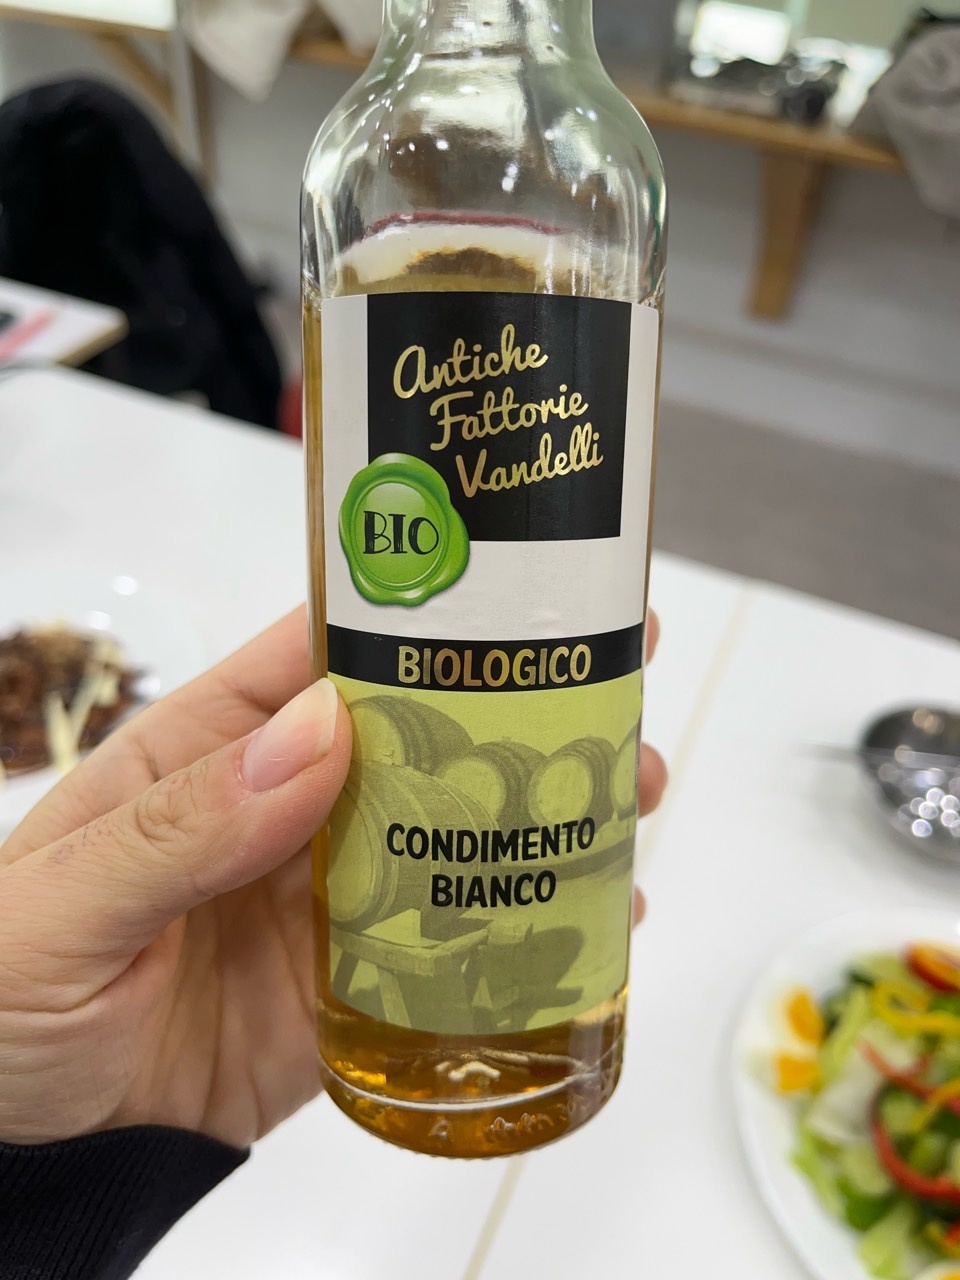 Antiche
Fattorie
Vandelli
BIO
BIOLOGICO
CONDIMENTO
BIANCO